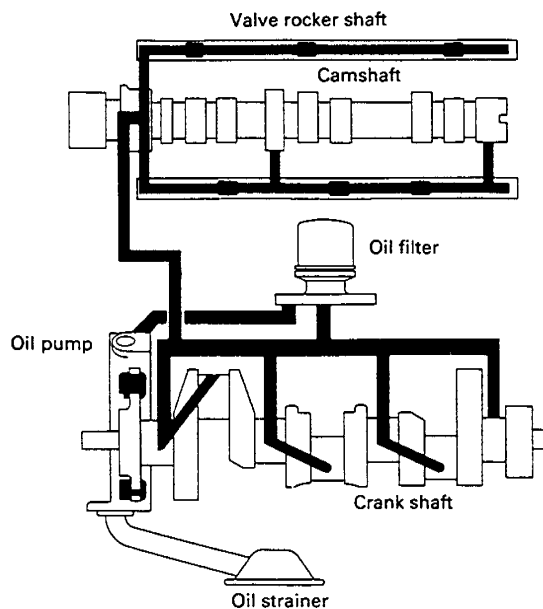 Valve rocker shaft
Camshaft
Oil filter
Oil pump
Crank shaft
Oil strainer